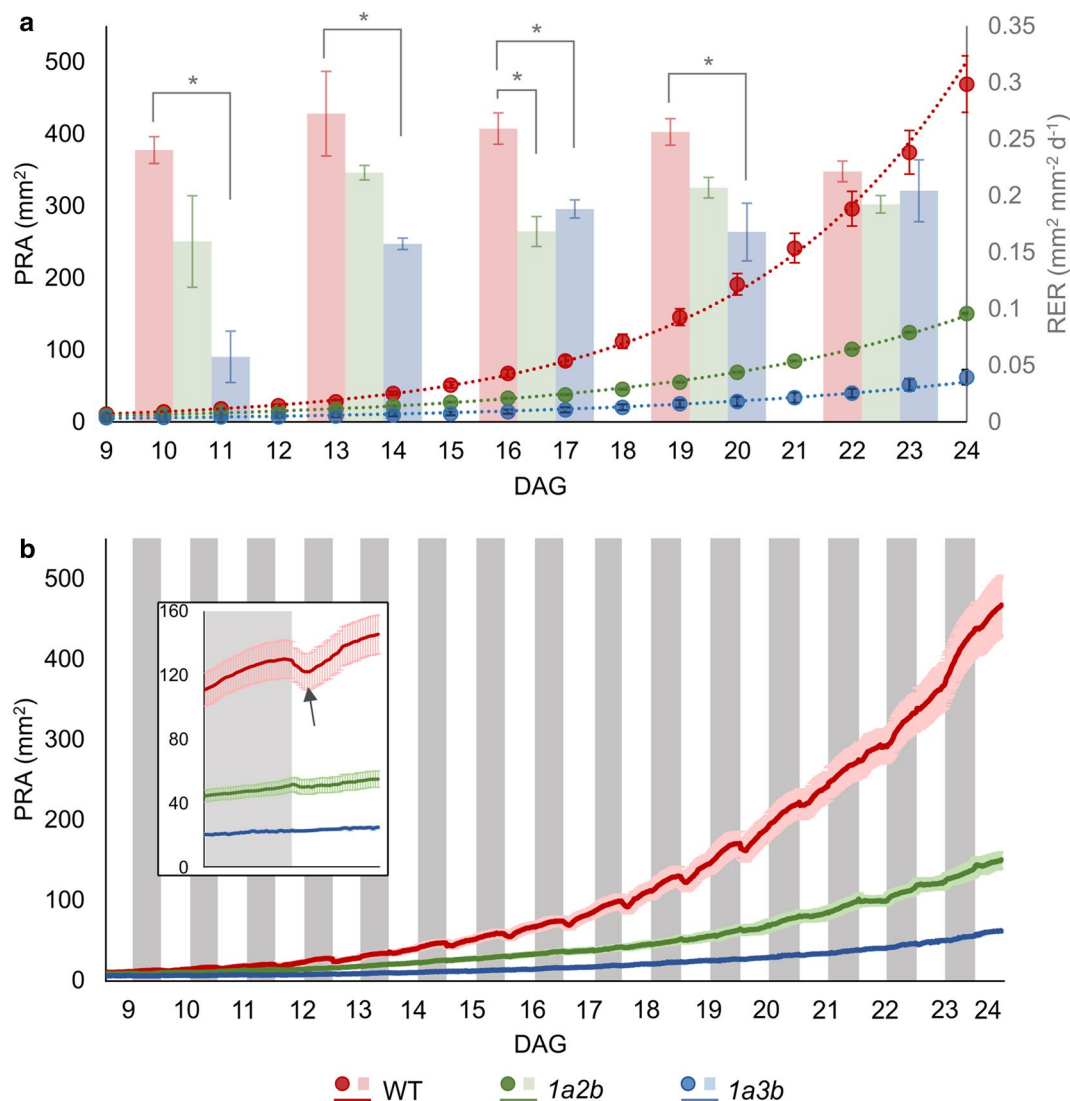 a
500
400
300
200
100
0
PRA (mm²)
* * * * *
0.35
0.3
0.25
0.2
0.15
0.1
0.05
0
RER (mm² mm⁻² d⁻¹)
9 10 11 12 13 14 15 16 17 18 19 20 21 22 23 24
DAG
b
500
400
300
200
100
0
PRA (mm²)
160
120
80
40
0
9 10 11 12 13 14 15 16 17 18 19 20 21 22 23 24
DAG
WT 1a2b 1a3b